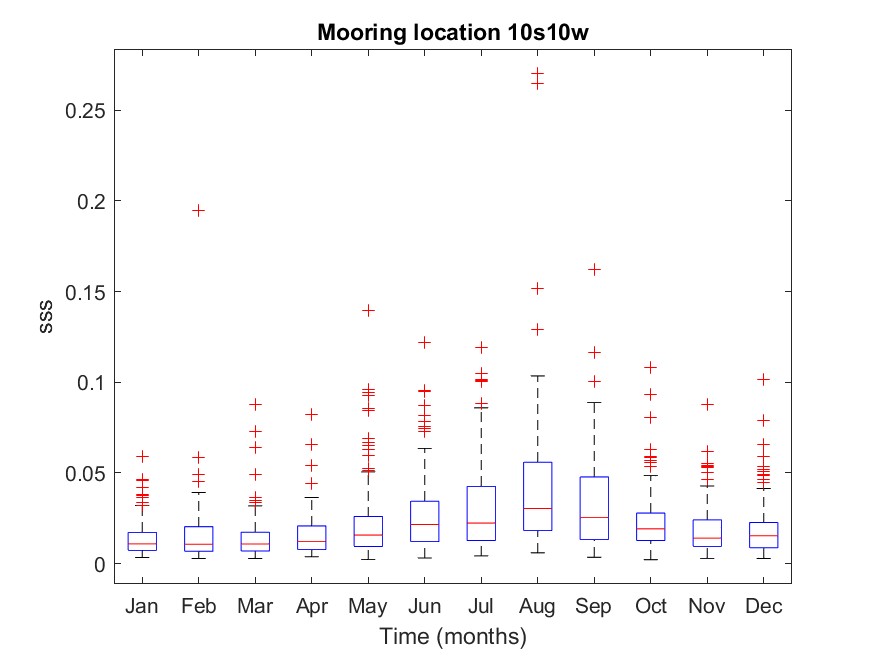 Mooring location 10s10w
0.25
0.2
0.15
0.1
0.05
0
sss
Jan Feb Mar Apr May Jun Jul Aug Sep Oct Nov Dec
Time (months)